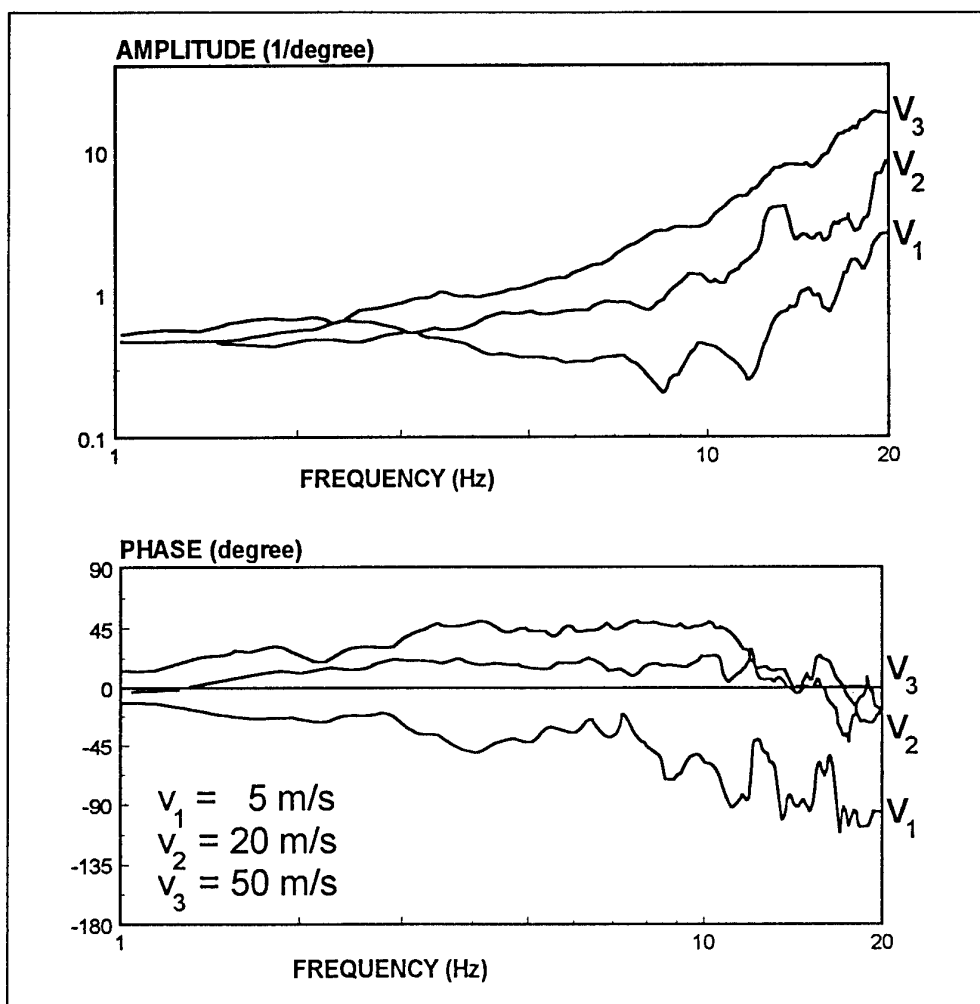 AMPLITUDE (1/degree)
10
1
0.1
1
10
20
V3
V2
V1
FREQUENCY (Hz)
PHASE (degree)
90
45
0
-45
-90
-135
-180
v1 = 5 m/s
v2 = 20 m/s
v3 = 50 m/s
V3
V2
V1
1
10
20
FREQUENCY (Hz)